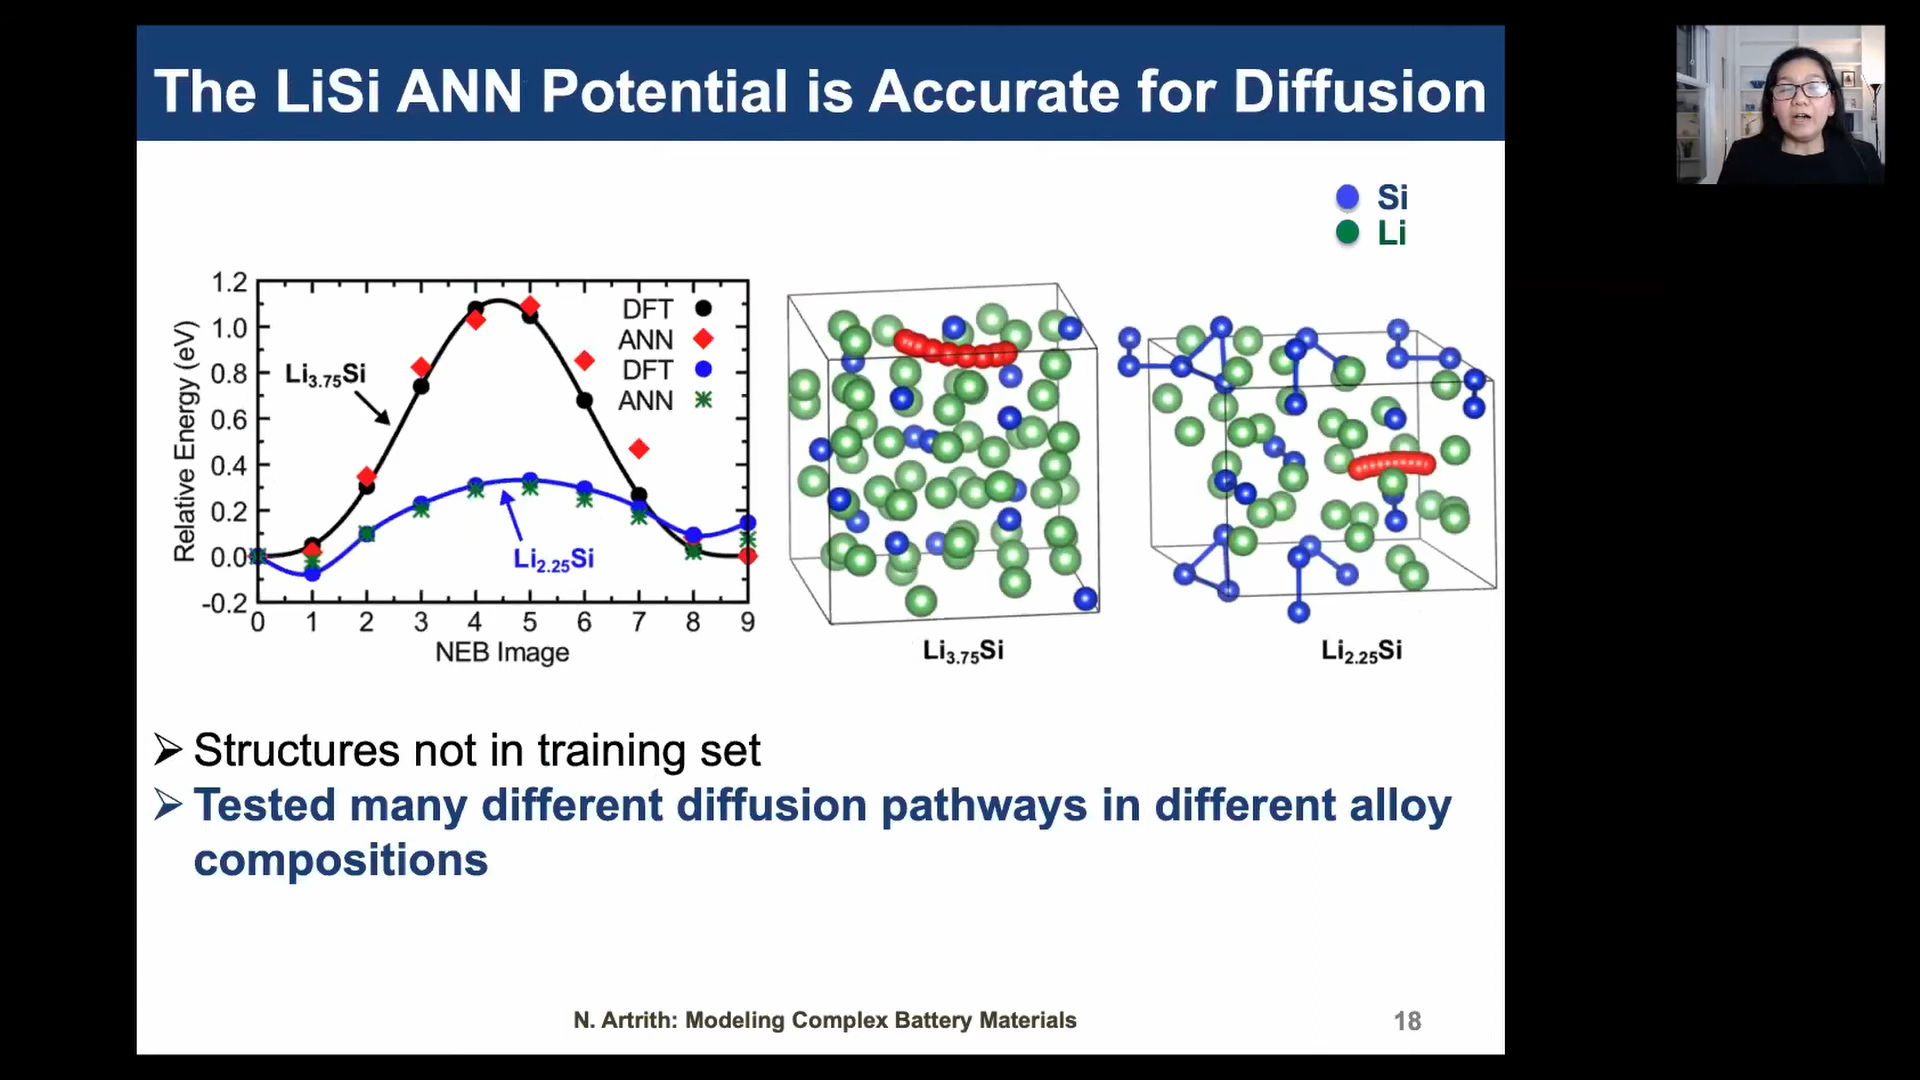 The LiSi ANN Potential is Accurate for Diffusion
Si
Li
1.2
1.0
0.8
0.6
0.4
0.2
0.0
-0.2
Relative Energy (eV)
DFT
ANN
DFT
ANN
Li3.75Si
Li2.25Si
0 1 2 3 4 5 6 7 8 9
NEB Image
Li3.75Si
Li2.25Si
➢ Structures not in training set
➢ Tested many different diffusion pathways in different alloy
compositions
N. Artrith: Modeling Complex Battery Materials
18